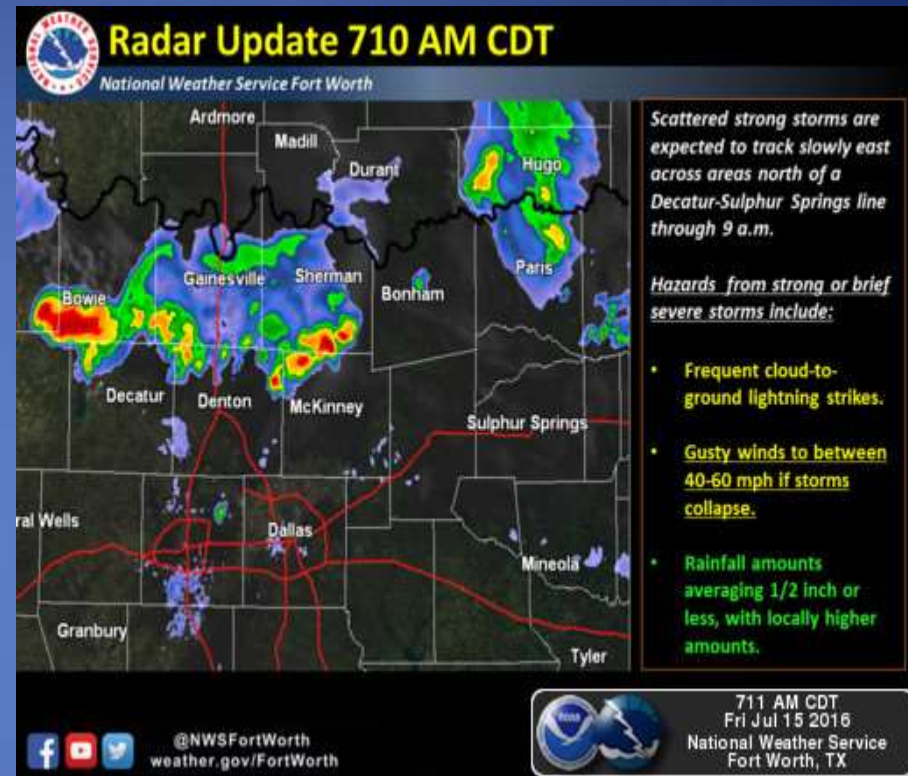 Radar Update 710 AM CDT
National Weather Service Fort Worth
Ardmore
Madill
Durant
Hugo
Gainesville
Sherman
Paris
Bowie
Bonham
Decatur
Denton
McKinney
Sulphur Springs
ral Wells
Dallas
Mineola
Granbury
Tyler
Scattered strong storms are
expected to track slowly east
across areas north of a
Decatur-Sulphur Springs line
through 9 a.m.
Hazards from strong or brief
severe storms include:
• Frequent cloud-to-
ground lightning strikes.
• Gusty winds to between
40-60 mph if storms
collapse.
• Rainfall amounts
averaging 1/2 inch or
less, with locally higher
amounts.
@NWSFortWorth
weather.gov/FortWorth
711 AM CDT
Fri Jul 15 2016
National Weather Service
Fort Worth, TX